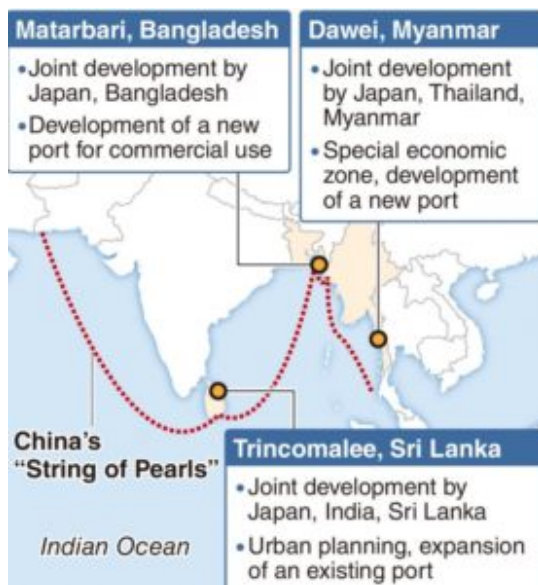 Matarbari, Bangladesh
• Joint development by
Japan, Bangladesh
• Development of a new
port for commercial use
Dawei, Myanmar
• Joint development
by Japan, Thailand,
Myanmar
• Special economic
zone, development
of a new port
China's
“String of Pearls”
Indian Ocean
Trincomalee, Sri Lanka
• Joint development by
Japan, India, Sri Lanka
• Urban planning, expansion
of an existing port